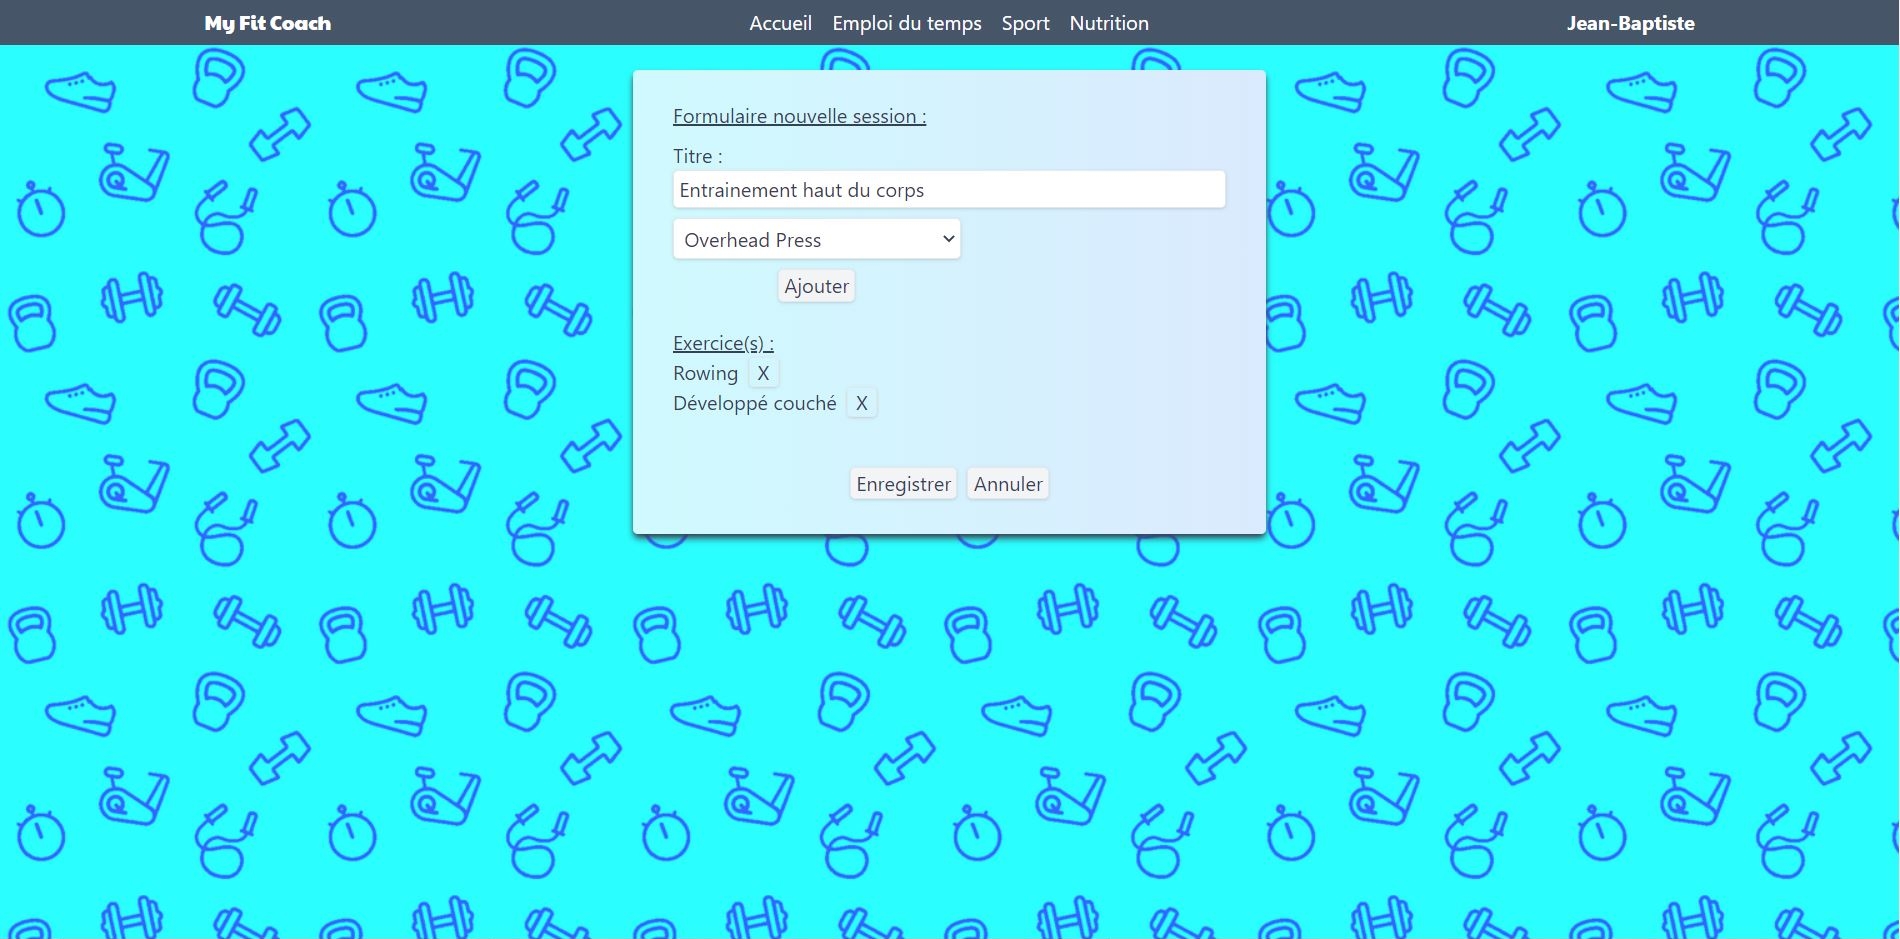 My Fit Coach Accueil Emploi du temps Sport Nutrition Jean-Baptiste
Formulaire nouvelle session :
Titre :
Entrainement haut du corps
Overhead Press
Ajouter
Exercice(s) :
Rowing X
Développé couché X
Enregistrer Annuler